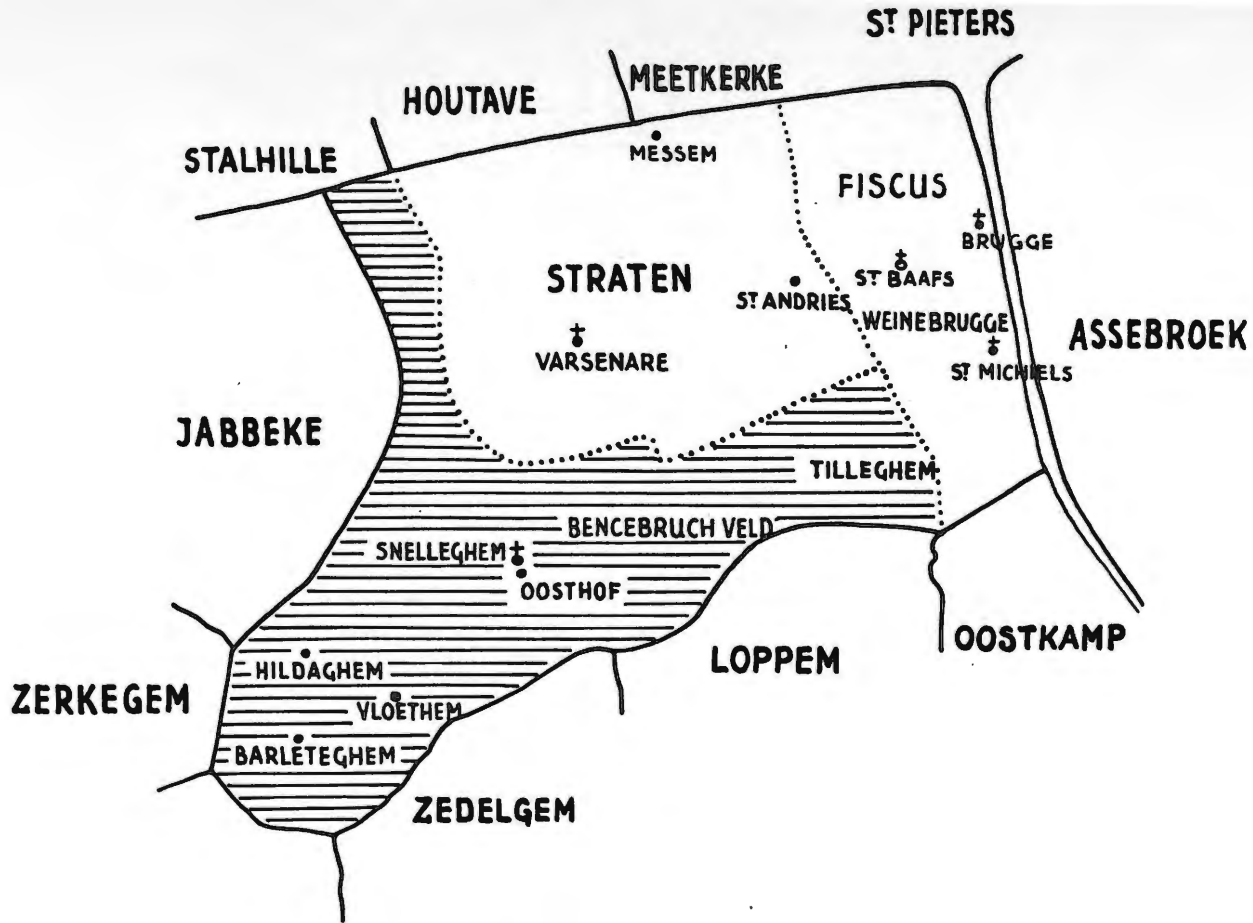 ST PIETERS
MEETKERKE
HOUTAVE
STALHILLE
MESSEM
FISCUS
BRUGGE
ST BAAFS
STRATEN
ST ANDRIES
WEINEBRUGGE
ASSEBROEK
VARSENARE
ST MICHIELS
JABBEKE
TILLEGHEM
BENCEBRUCH VELD
SNELLEGHEM
OOSTHOF
OOSTKAMP
LOPPEM
HILDAGHEM
ZERKEGEM
VLOETHEM
BARLETEGHEM
ZEDELGEM